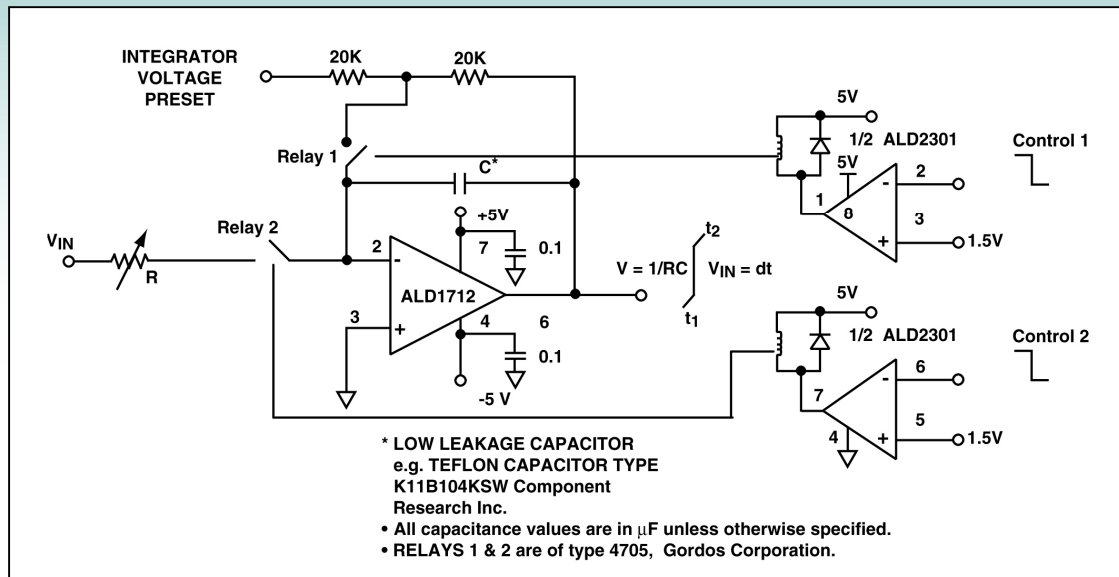 INTEGRATOR
VOLTAGE
PRESET
20K
20K
Relay 1
C*
5V
1/2 ALD2301
Control 1
5V
1
8
2
-
3
+
1.5V
Relay 2
VIN
R
2
-
+5V
7
0.1
ALD1712
3
+
4
6
0.1
-5 V
V = 1/RC
t2
VIN = dt
t1
5V
1/2 ALD2301
Control 2
6
-
7
5
4
+
1.5V
* LOW LEAKAGE CAPACITOR
e.g. TEFLON CAPACITOR TYPE
K11B104KSW Component
Research Inc.
• All capacitance values are in µF unless otherwise specified.
• RELAYS 1 & 2 are of type 4705, Gordos Corporation.